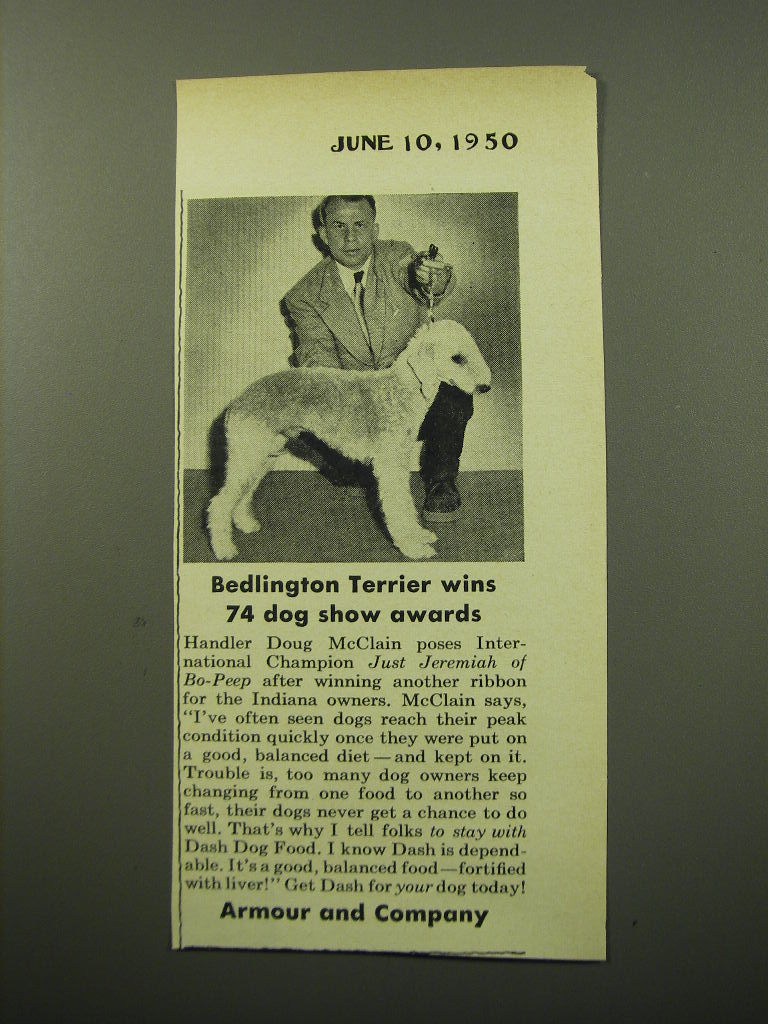 JUNE 10, 1950
Bedlington Terrier wins
74 dog show awards
Handler Doug McClain poses Inter-
national Champion Just Jeremiah of
Bo-Peep after winning another ribbon
for the Indiana owners. McClain says,
"I've often seen dogs reach their peak
condition quickly once they were put on
a good, balanced diet—and kept on it.
Trouble is, too many dog owners keep
changing from one food to another so
fast, their dogs never get a chance to do
well. That's why I tell folks to stay with
Dash Dog Food. I know Dash is depend-
able. It's a good, balanced food—fortified
with liver!" Get Dash for your dog today!
Armour and Company